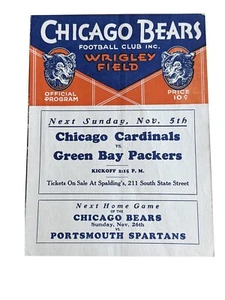 CHICAGO BEARS
FOOTBALL CLUB INC.
WRIGLEY
FIELD
OFFICIAL
PROGRAM
PRICE
10¢
Next Sunday, Nov. 5th
Chicago Cardinals
vs.
Green Bay Packers
KICKOFF 2:15 P. M.
Tickets On Sale At Spalding's, 211 South State Street
Next Home Game
OF THE
CHICAGO BEARS
Sunday, Nov. 26th
vs
PORTSMOUTH SPARTANS